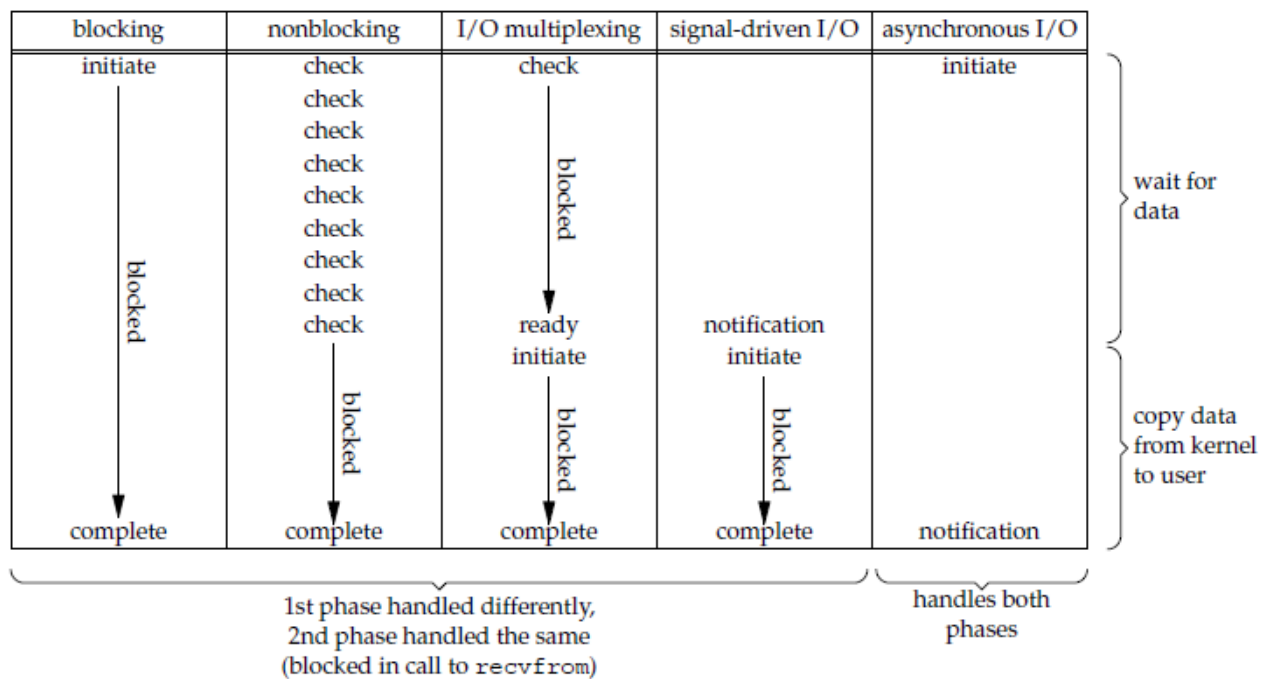 blocking nonblocking I/O multiplexing signal-driven I/O asynchronous I/O
initiate check check initiate
check
check
check
check
check
check
check
check ready notification
initiate initiate
blocked
blocked
blocked
blocked
blocked
complete complete complete complete notification
wait for
data
copy data
from kernel
to user
1st phase handled differently,
2nd phase handled the same
(blocked in call to recvfrom)
handles both
phases